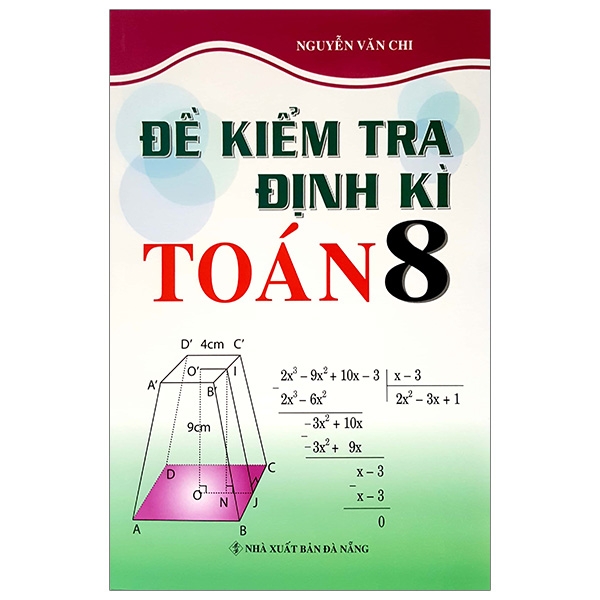 NGUYỄN VĂN CHI
ĐỀ KIỂM TRA
ĐỊNH KÌ
TOÁN 8
D' 4cm C'
O' I
A' B'
9cm
D C
O N J
A B
2x³ – 9x² + 10x – 3 | x – 3
– 2x³ – 6x² 2x² – 3x + 1
–3x² + 10x
– –3x² + 9x
x – 3
– x – 3
0
NHÀ XUẤT BẢN ĐÀ NẴNG